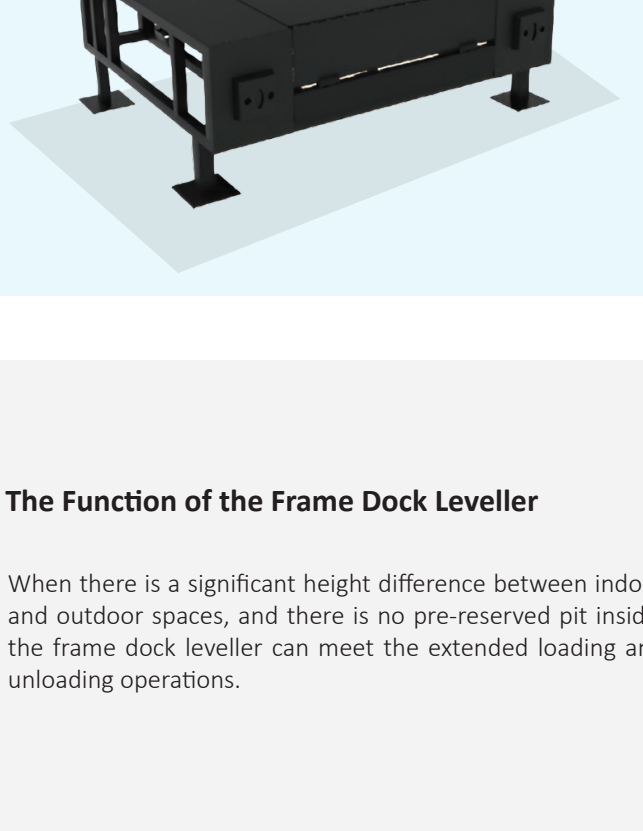 The Function of the Frame Dock Leveller
When there is a significant height difference between indo
and outdoor spaces, and there is no pre-reserved pit insid
the frame dock leveller can meet the extended loading a
unloading operations.